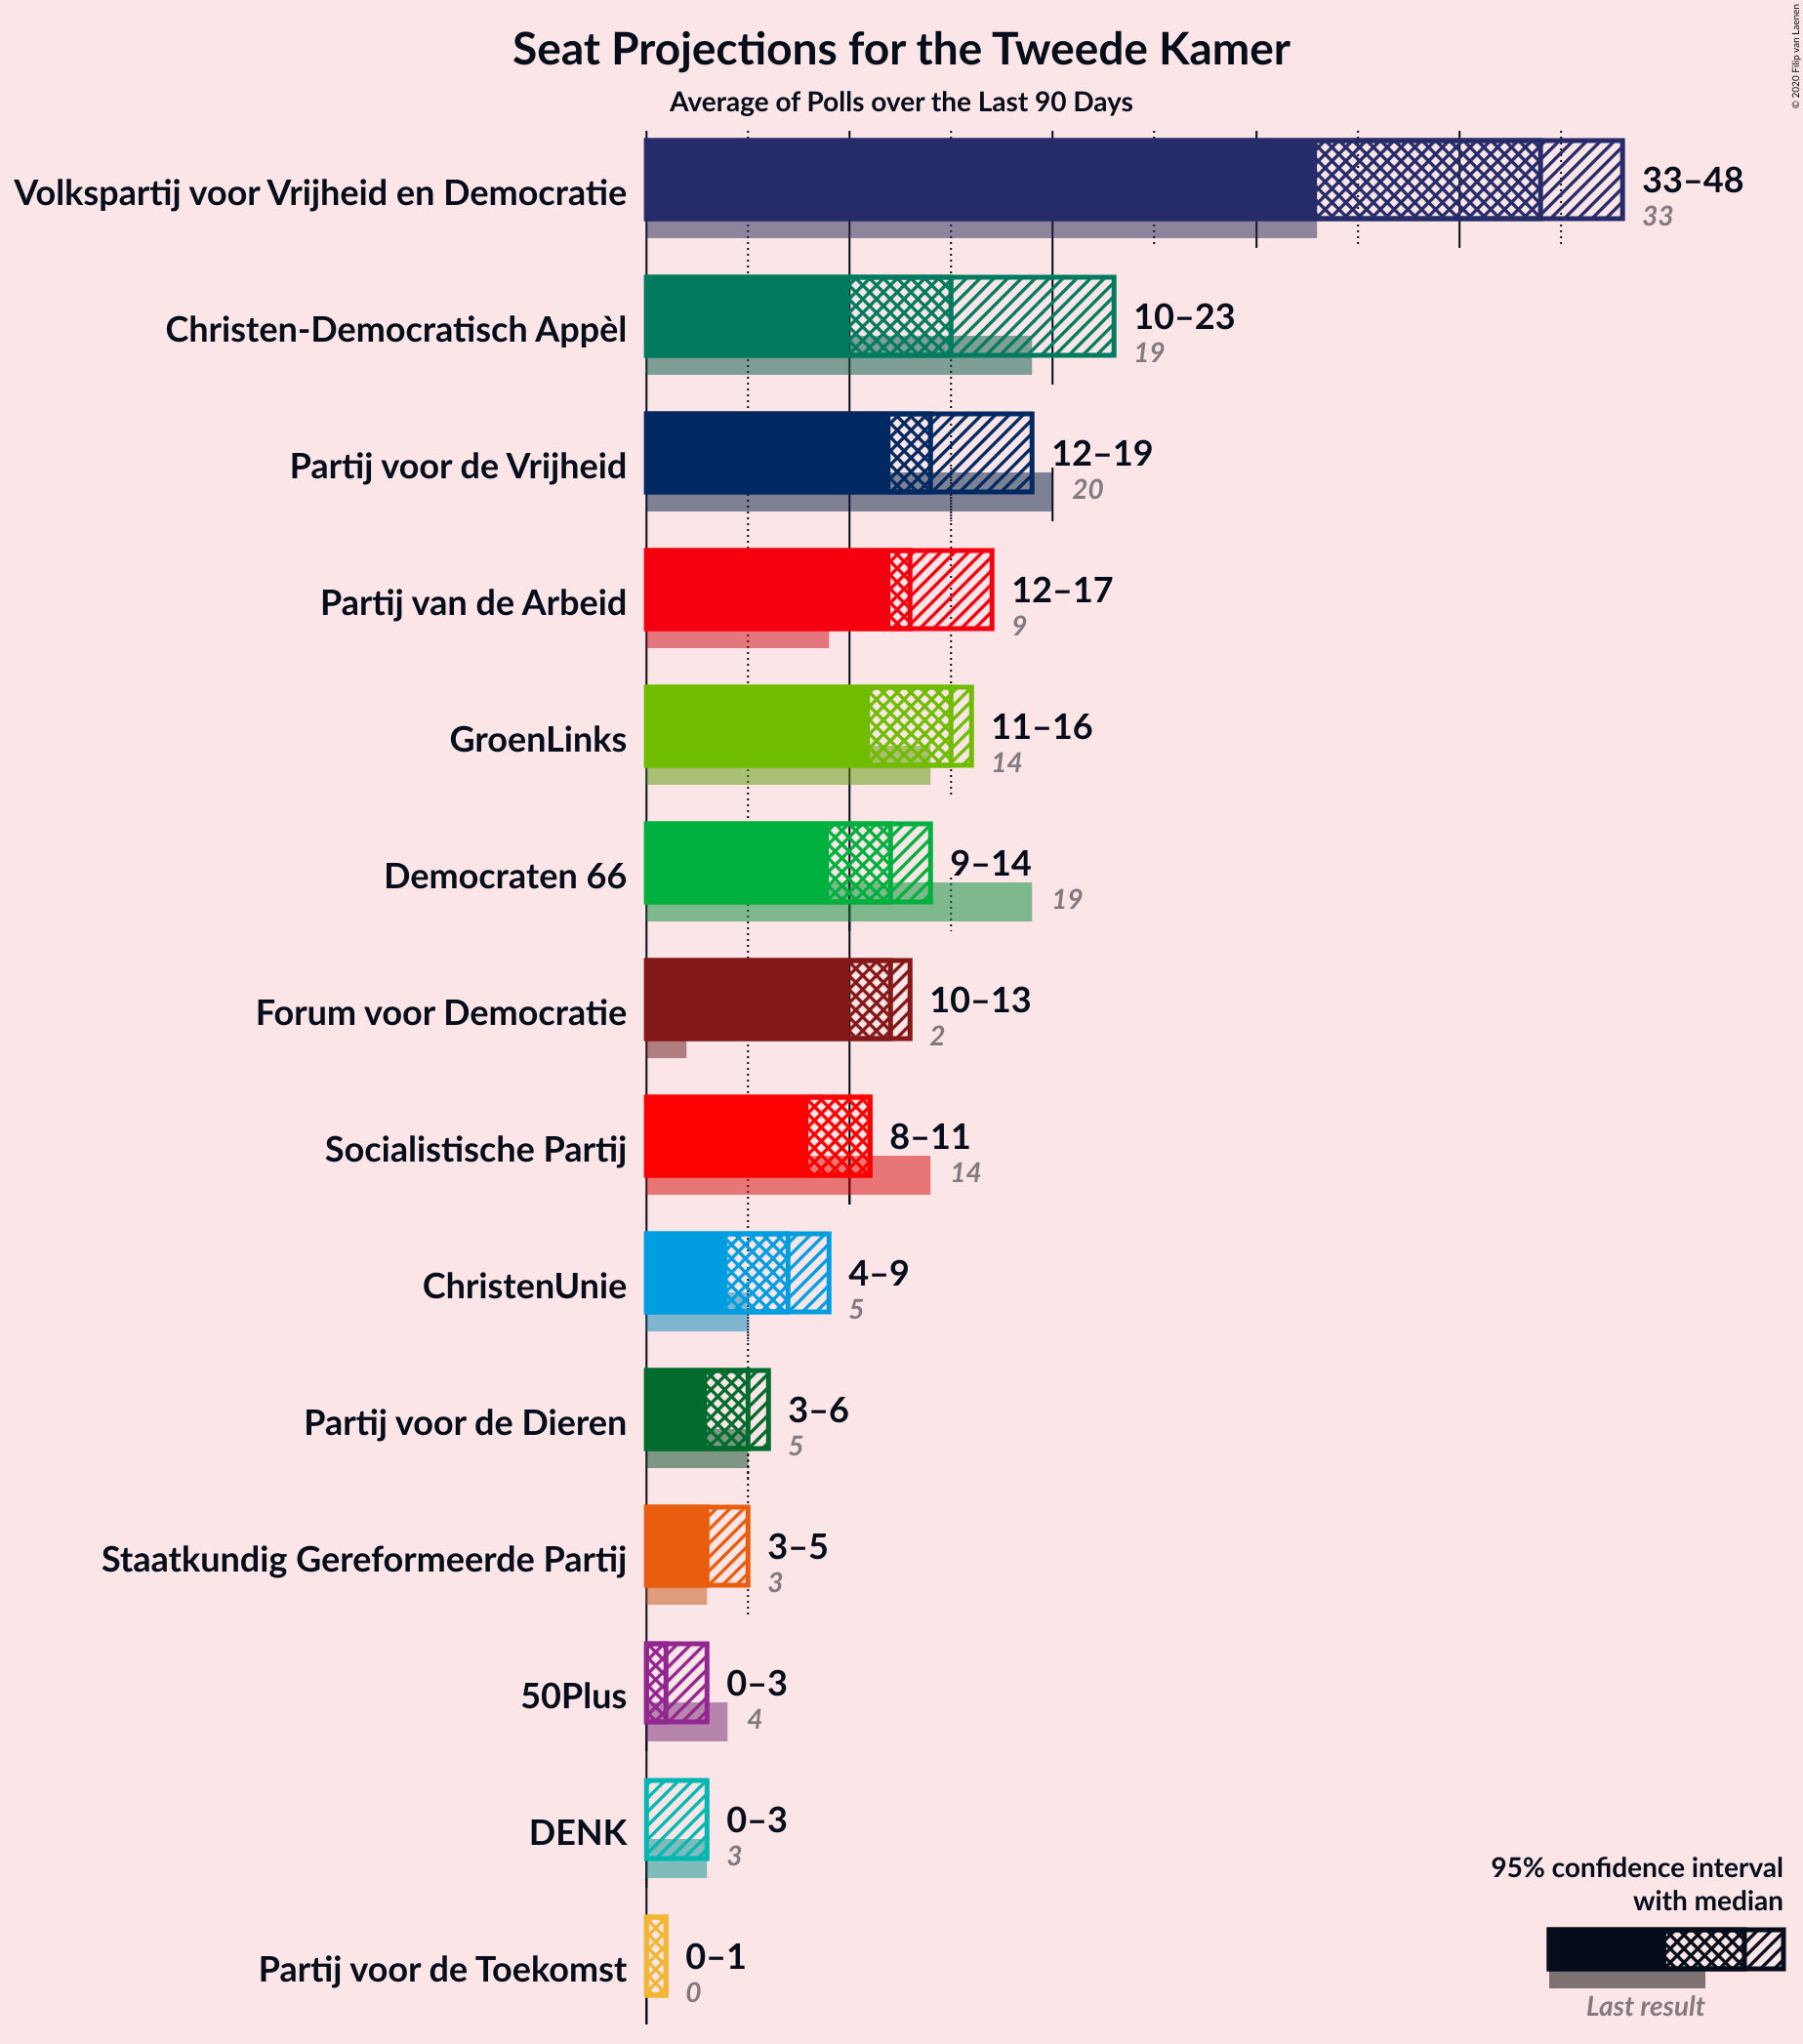 Seat Projections for the Tweede Kamer
Average of Polls over the Last 90 Days
© 2020 Filip van Laenen
Volkspartij voor Vrijheid en Democratie
33–48
33
Christen-Democratisch Appèl
10–23
19
Partij voor de Vrijheid
12–19
20
Partij van de Arbeid
12–17
9
GroenLinks
11–16
14
Democraten 66
9–14
19
Forum voor Democratie
10–13
2
Socialistische Partij
8–11
14
ChristenUnie
4–9
5
Partij voor de Dieren
3–6
5
Staatkundig Gereformeerde Partij
3–5
3
50Plus
0–3
4
DENK
0–3
3
Partij voor de Toekomst
0–1
0
95% confidence interval
with median
Last result